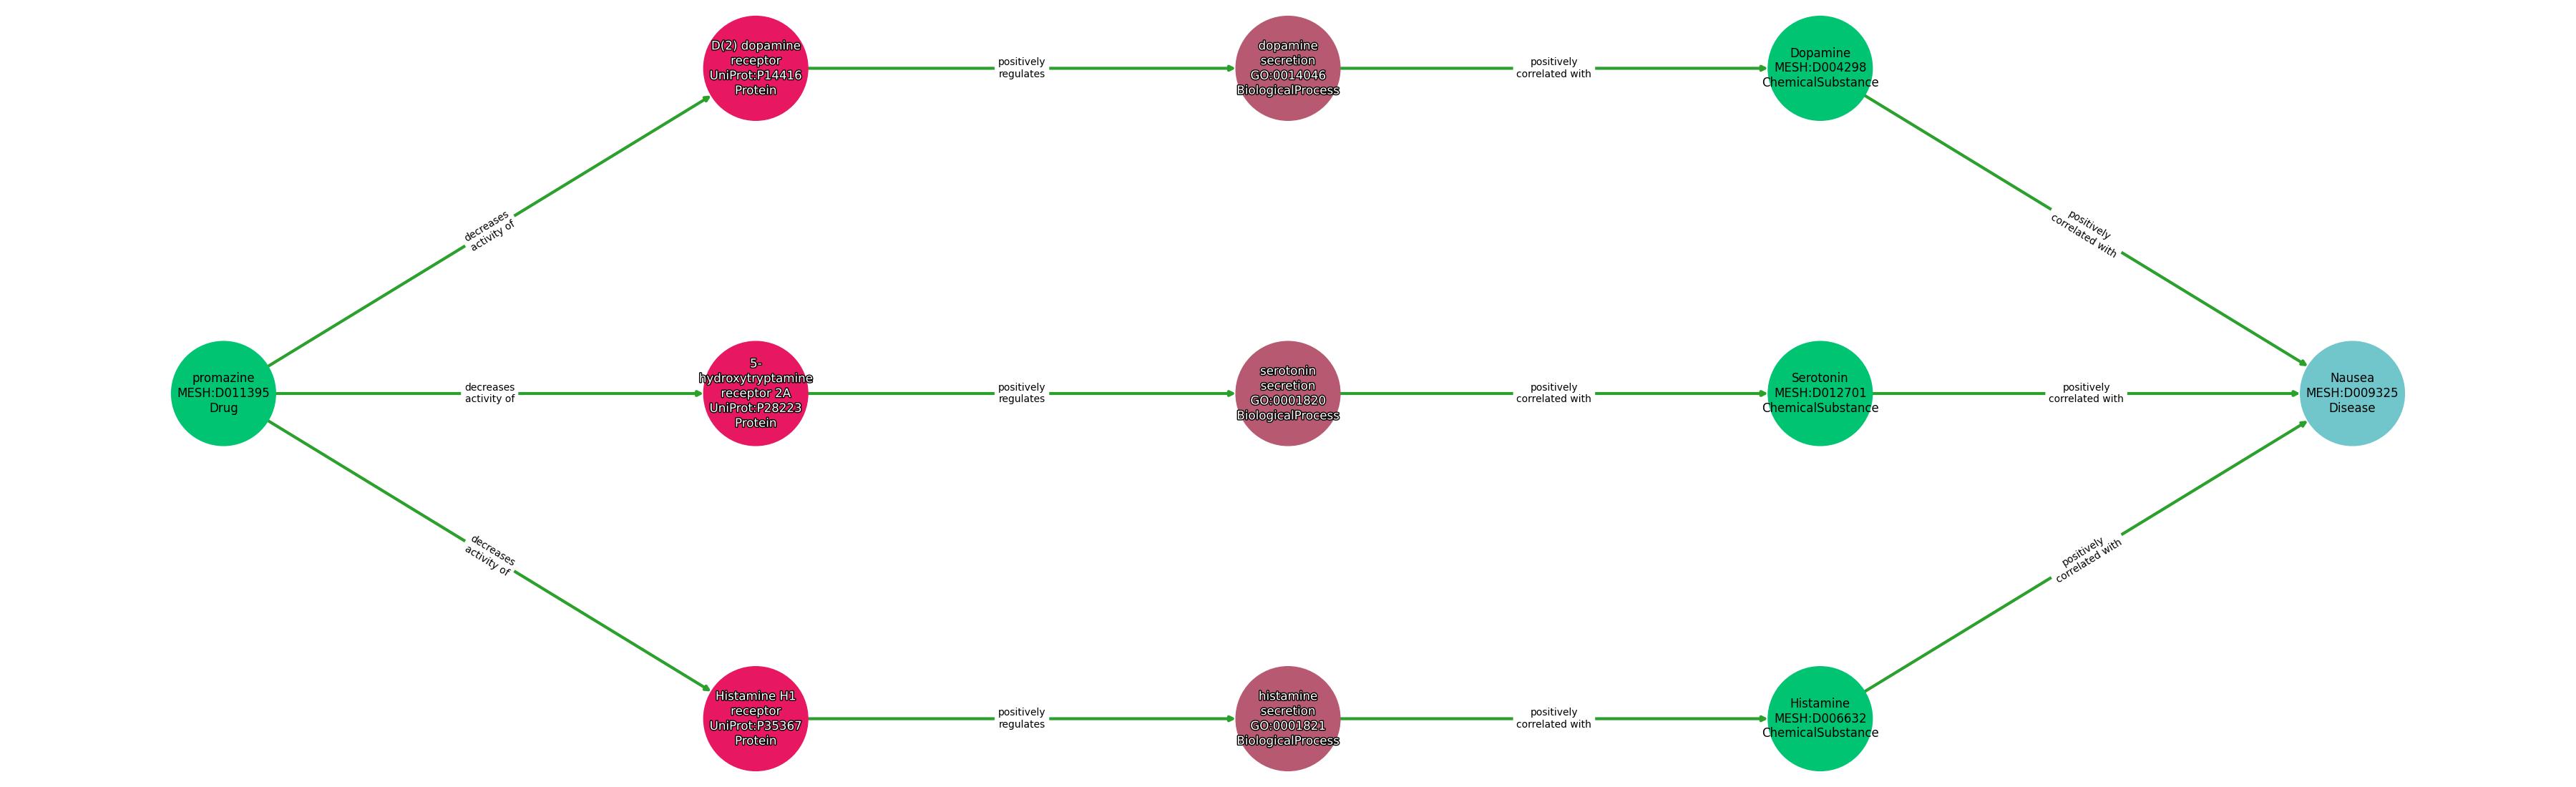 D(2) dopamine
receptor
UniProt:P14416
Protein
positively
regulates
dopamine
secretion
GO:0014046
BiologicalProcess
positively
correlated with
Dopamine
MESH:D004298
ChemicalSubstance
decreases
activity of
positively
correlated with
promazine
MESH:D011395
Drug
decreases
activity of
5-
hydroxytryptamine
receptor 2A
UniProt:P28223
Protein
positively
regulates
serotonin
secretion
GO:0001820
BiologicalProcess
positively
correlated with
Serotonin
MESH:D012701
ChemicalSubstance
positively
correlated with
Nausea
MESH:D009325
Disease
decreases
activity of
positively
correlated with
Histamine H1
receptor
UniProt:P35367
Protein
positively
regulates
histamine
secretion
GO:0001821
BiologicalProcess
positively
correlated with
Histamine
MESH:D006632
ChemicalSubstance